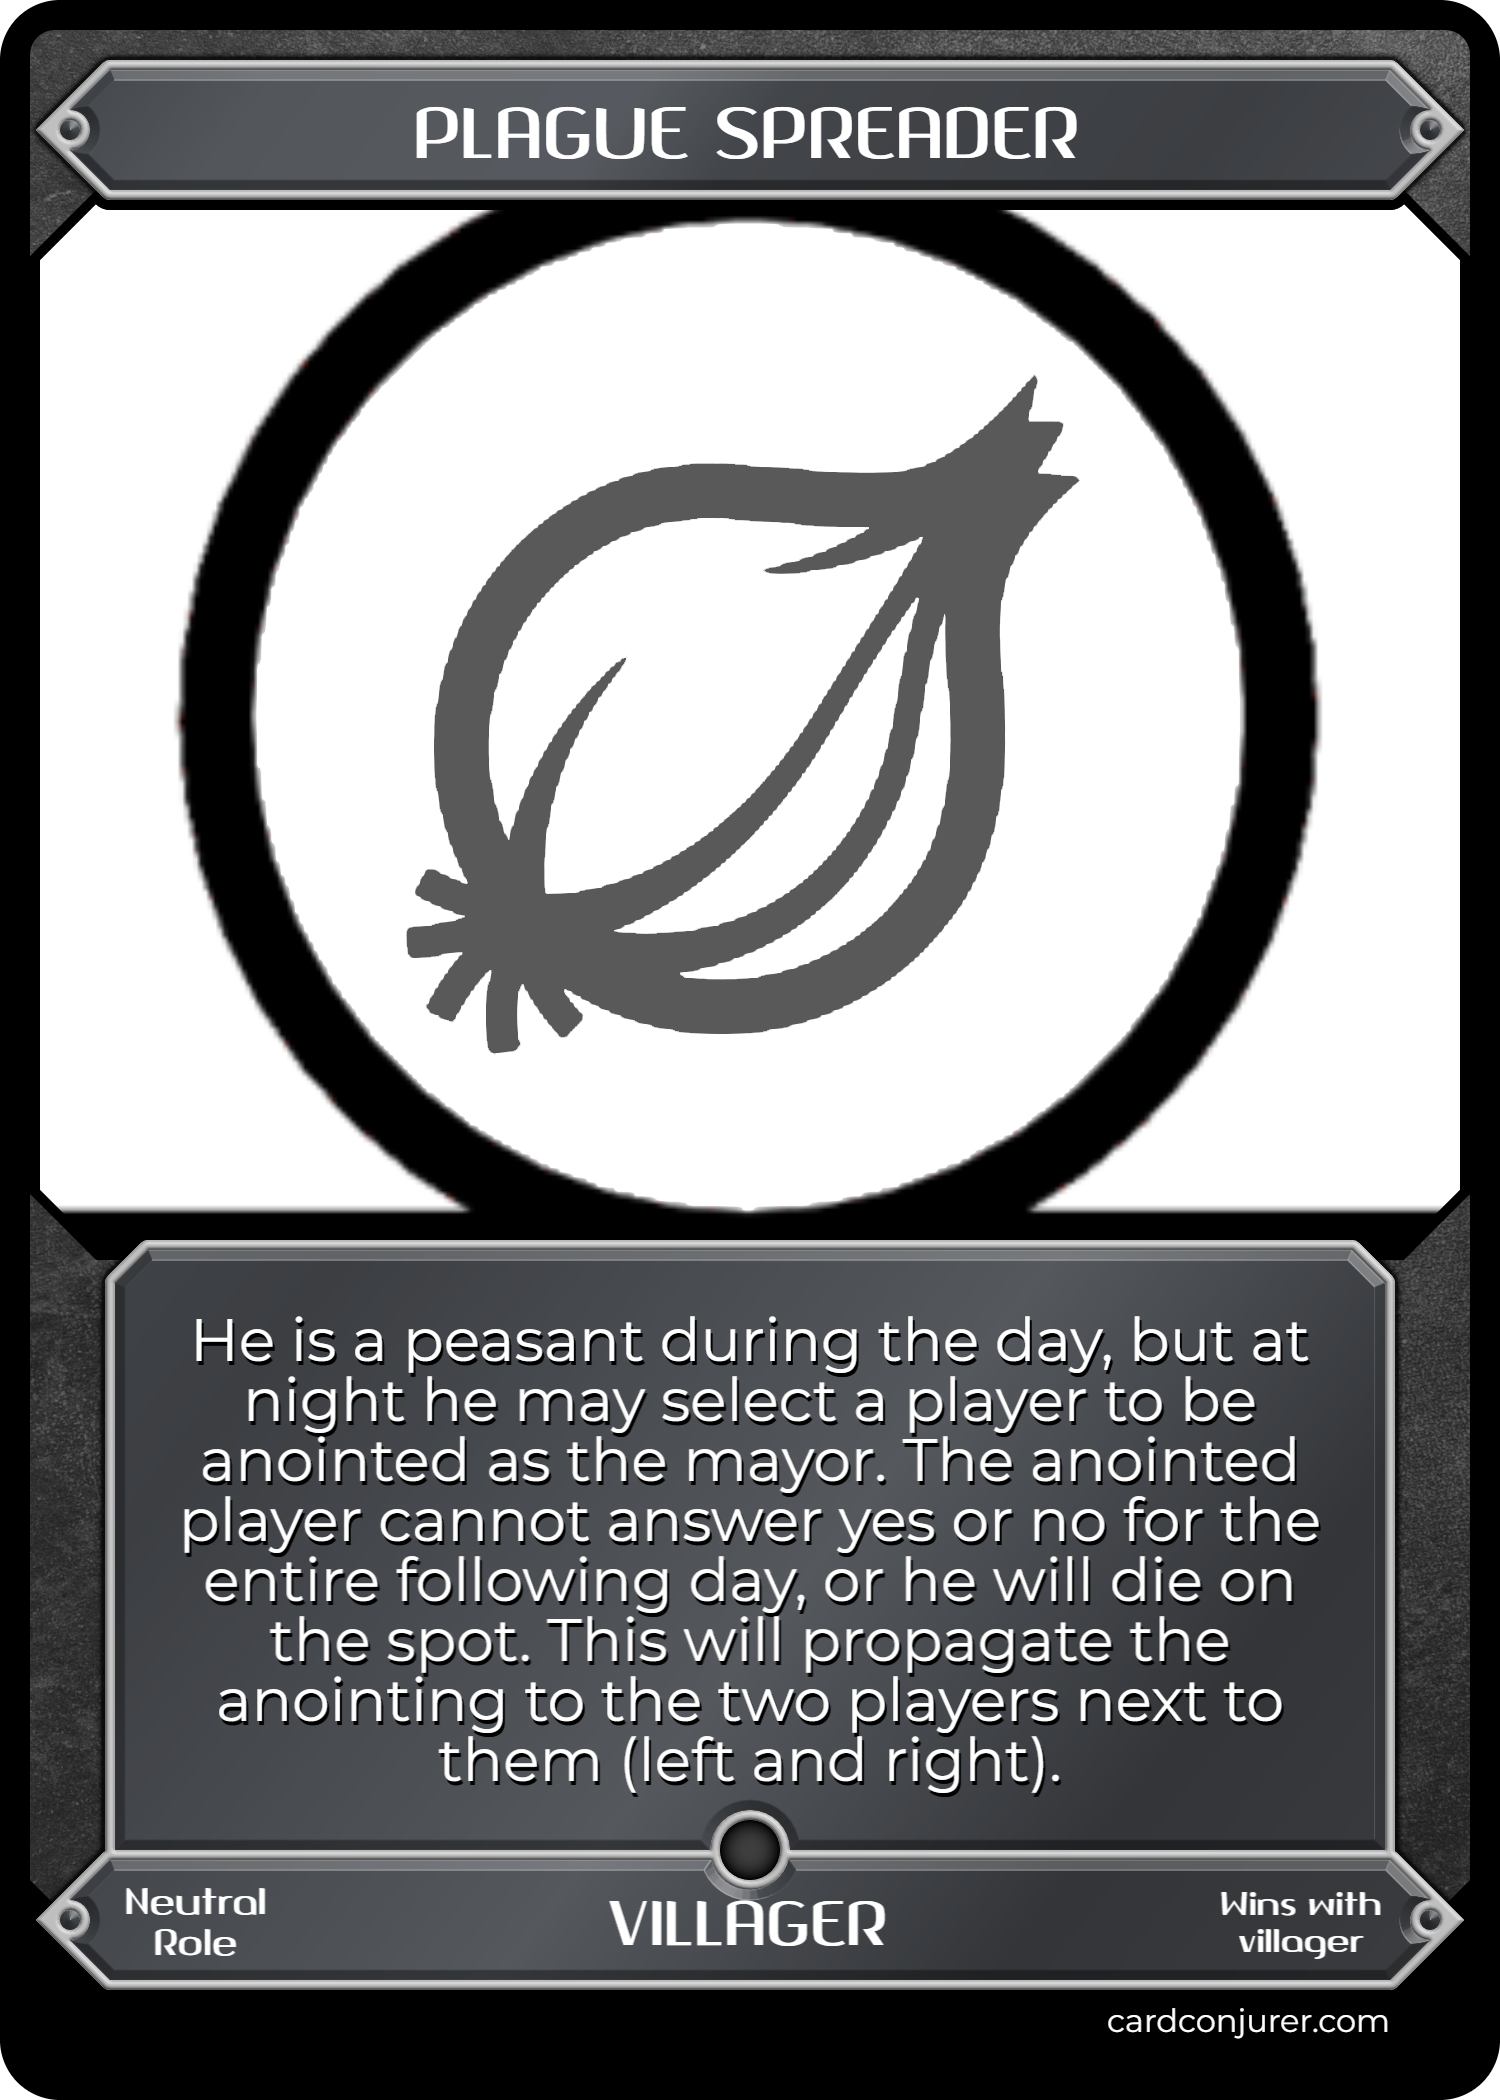 PLAGUE SPREADER
He is a peasant during the day, but at
night he may select a player to be
anointed as the mayor. The anointed
player cannot answer yes or no for the
entire following day, or he will die on
the spot. This will propagate the
anointing to the two players next to
them (left and right).
Neutral
Role
VILLAGER
Wins with
villager
cardconjurer.com